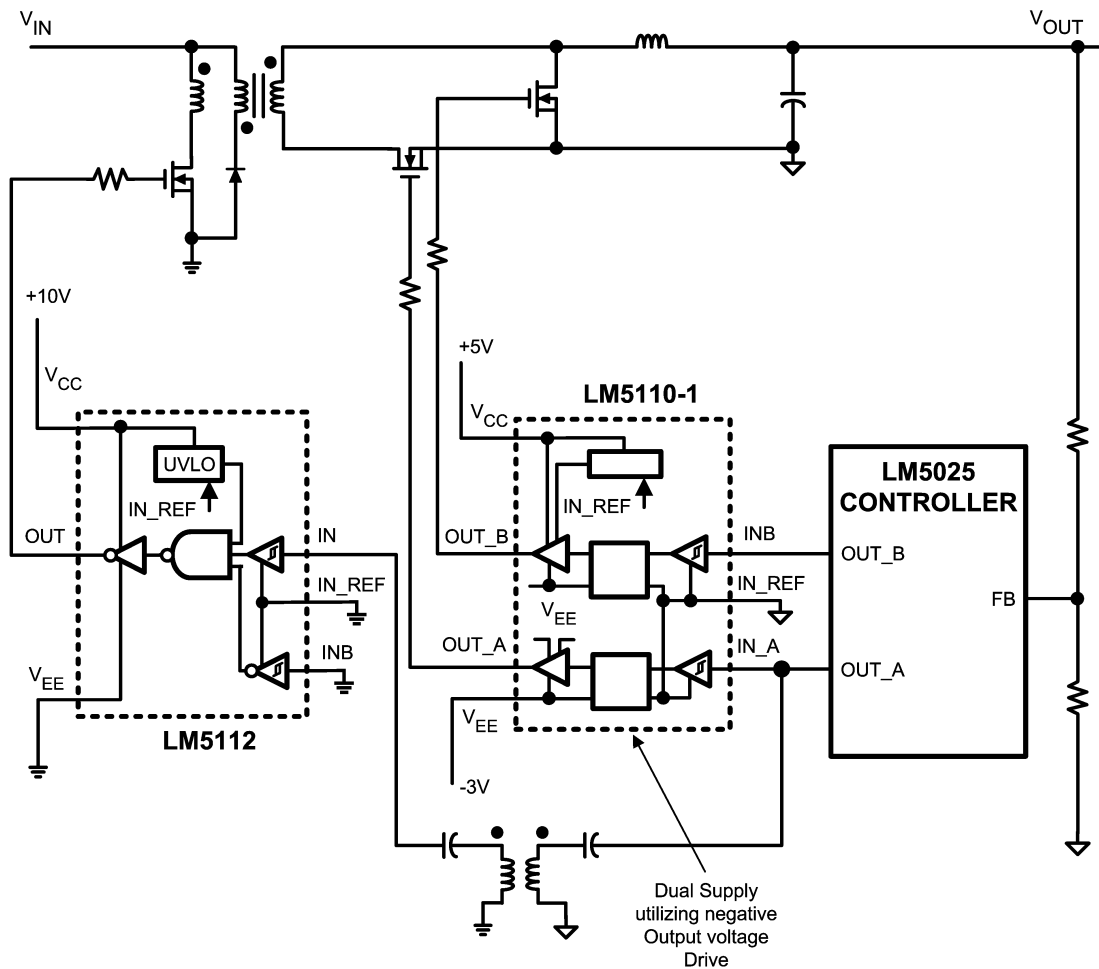 VIN
VOUT
+10V
VCC
UVLO
IN_REF
OUT
IN
IN_REF
INB
VEE
LM5112
+5V
LM5110-1
VCC
IN_REF
OUT_B
INB
IN_REF
VEE
OUT_A
IN_A
VEE
-3V
LM5025
CONTROLLER
OUT_B
FB
OUT_A
Dual Supply
utilizing negative
Output voltage
Drive